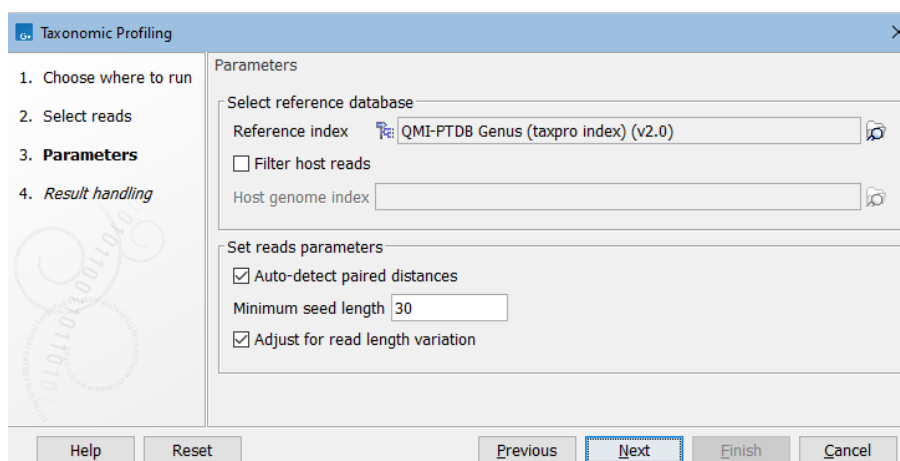 Taxonomic Profiling
1. Choose where to run
2. Select reads
3. Parameters
4. Result handling
Parameters
Select reference database
Reference index QMI-PTDB Genus (taxpro index) (v2.0)
Filter host reads
Host genome index
Set reads parameters
Auto-detect paired distances
Minimum seed length 30
Adjust for read length variation
Help Reset Previous Next Finish Cancel